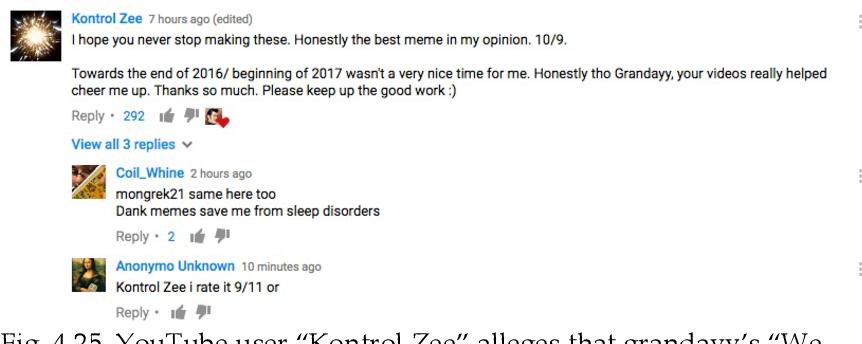 Kontrol Zee 7 hours ago (edited)
I hope you never stop making these. Honestly the best meme in my opinion. 10/9.
Towards the end of 2016/ beginning of 2017 wasn't a very nice time for me. Honestly tho Grandayy, your videos really helped
cheer me up. Thanks so much. Please keep up the good work :)
Reply • 292
View all 3 replies
Coil_Whine 2 hours ago
mongrek21 same here too
Dank memes save me from sleep disorders
Reply • 2
Anonymo Unknown 10 minutes ago
Kontrol Zee i rate it 9/11 or
Reply •
Fig. 4.25. YouTube user “Kontrol Zee” alleges that grandayy’s “We